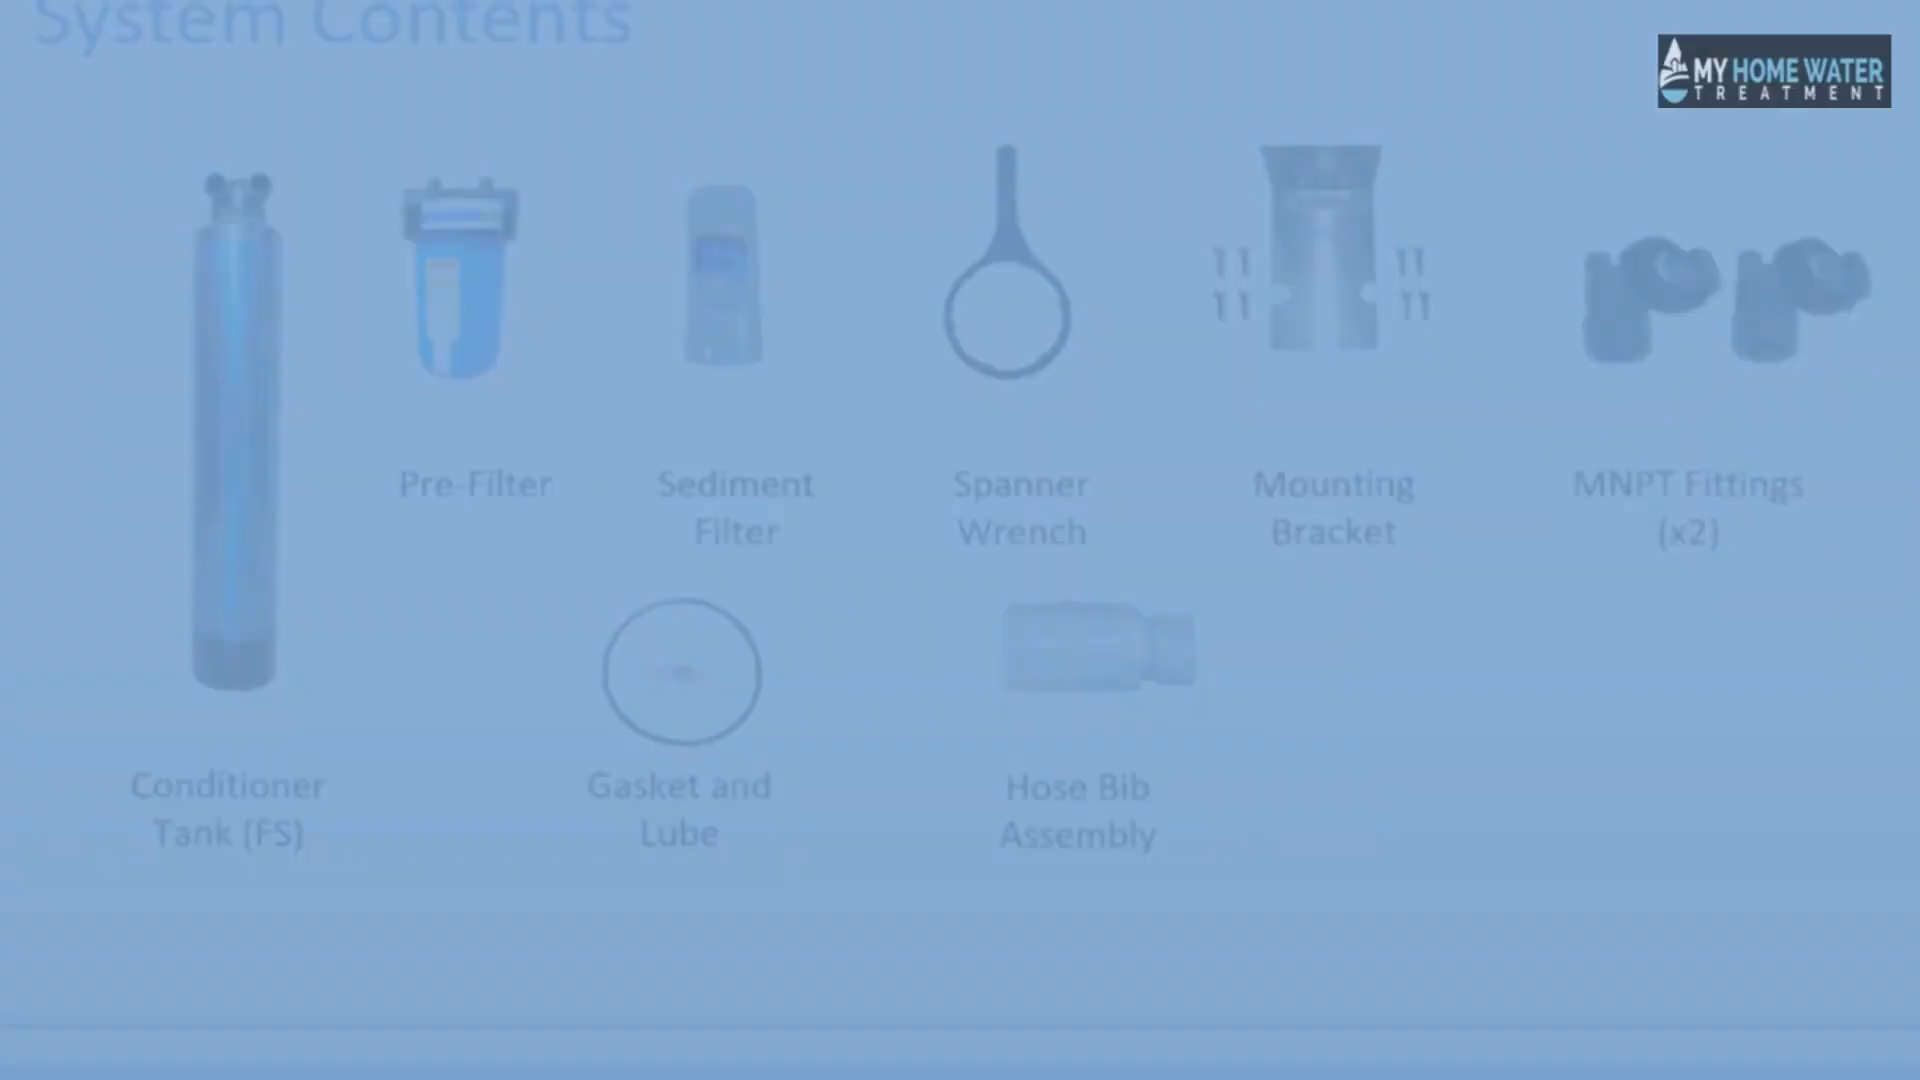 System Contents
MY HOME WATER
TREATMENT
Pre-Filter
Sediment
Filter
Spanner
Wrench
Mounting
Bracket
MNPT Fittings
(x2)
Conditioner
Tank (FS)
Gasket and
Lube
Hose Bib
Assembly